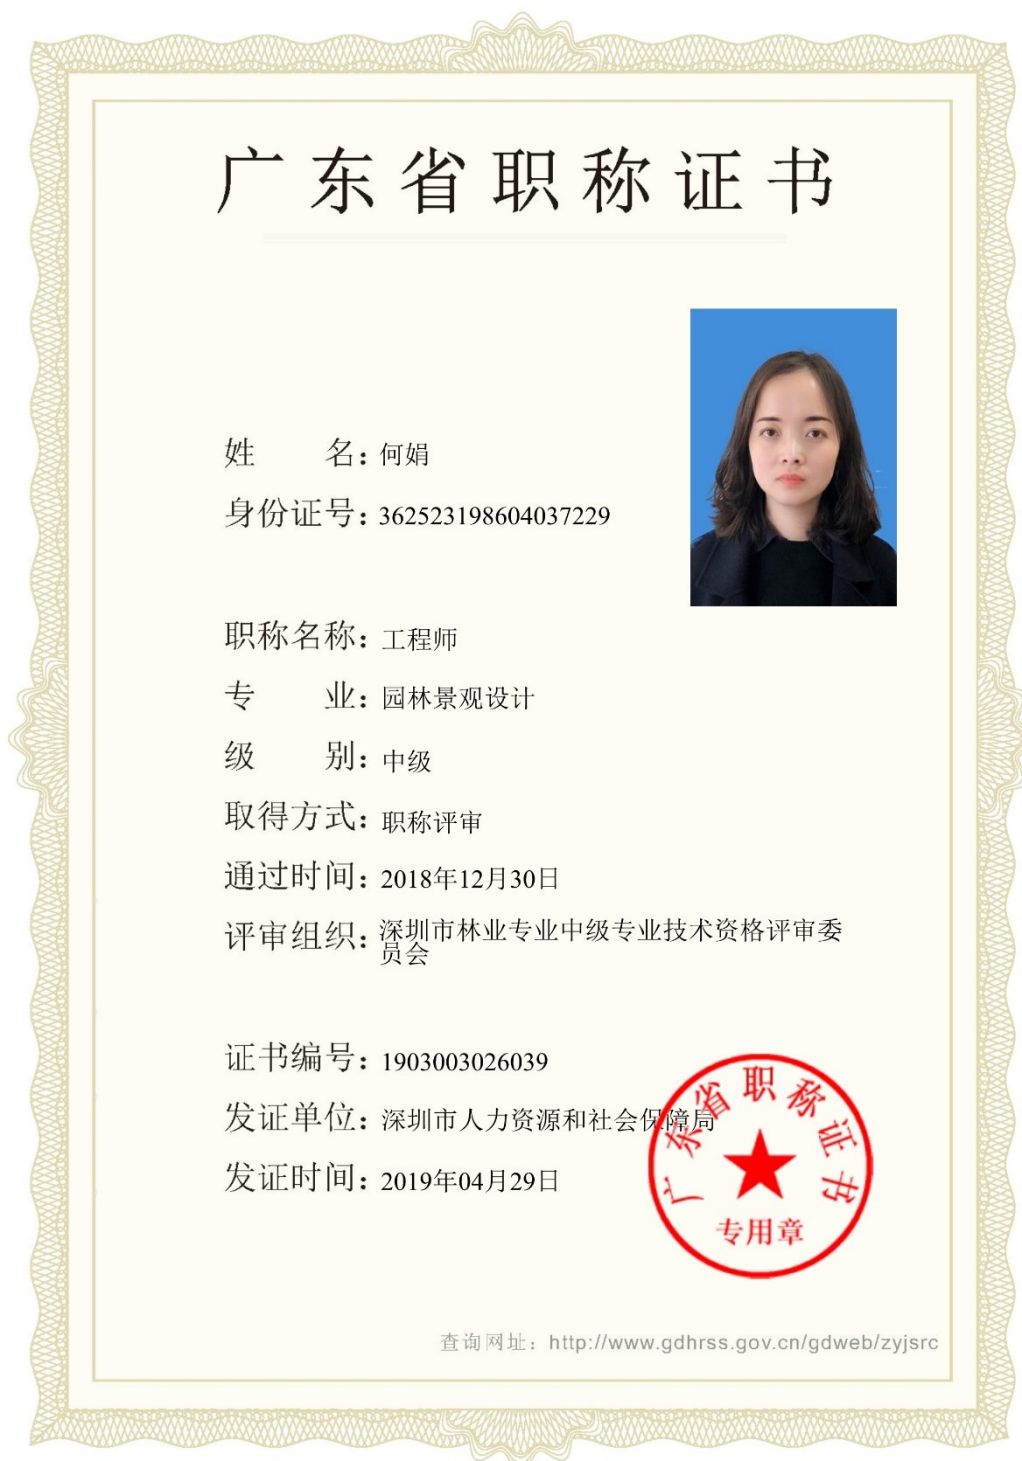 广东省职称证书
姓 名：何娟
身份证号：362523198604037229
职称名称：工程师
专 业：园林景观设计
级 别：中级
取得方式：职称评审
通过时间：2018年12月30日
评审组织：深圳市林业专业中级专业技术资格评审委
员会
证书编号：1903003026039
发证单位：深圳市人力资源和社会保障局
发证时间：2019年04月29日
广东省职称证书
专用章
查询网址：http://www.gdhrss.gov.cn/gdweb/zyjsrc